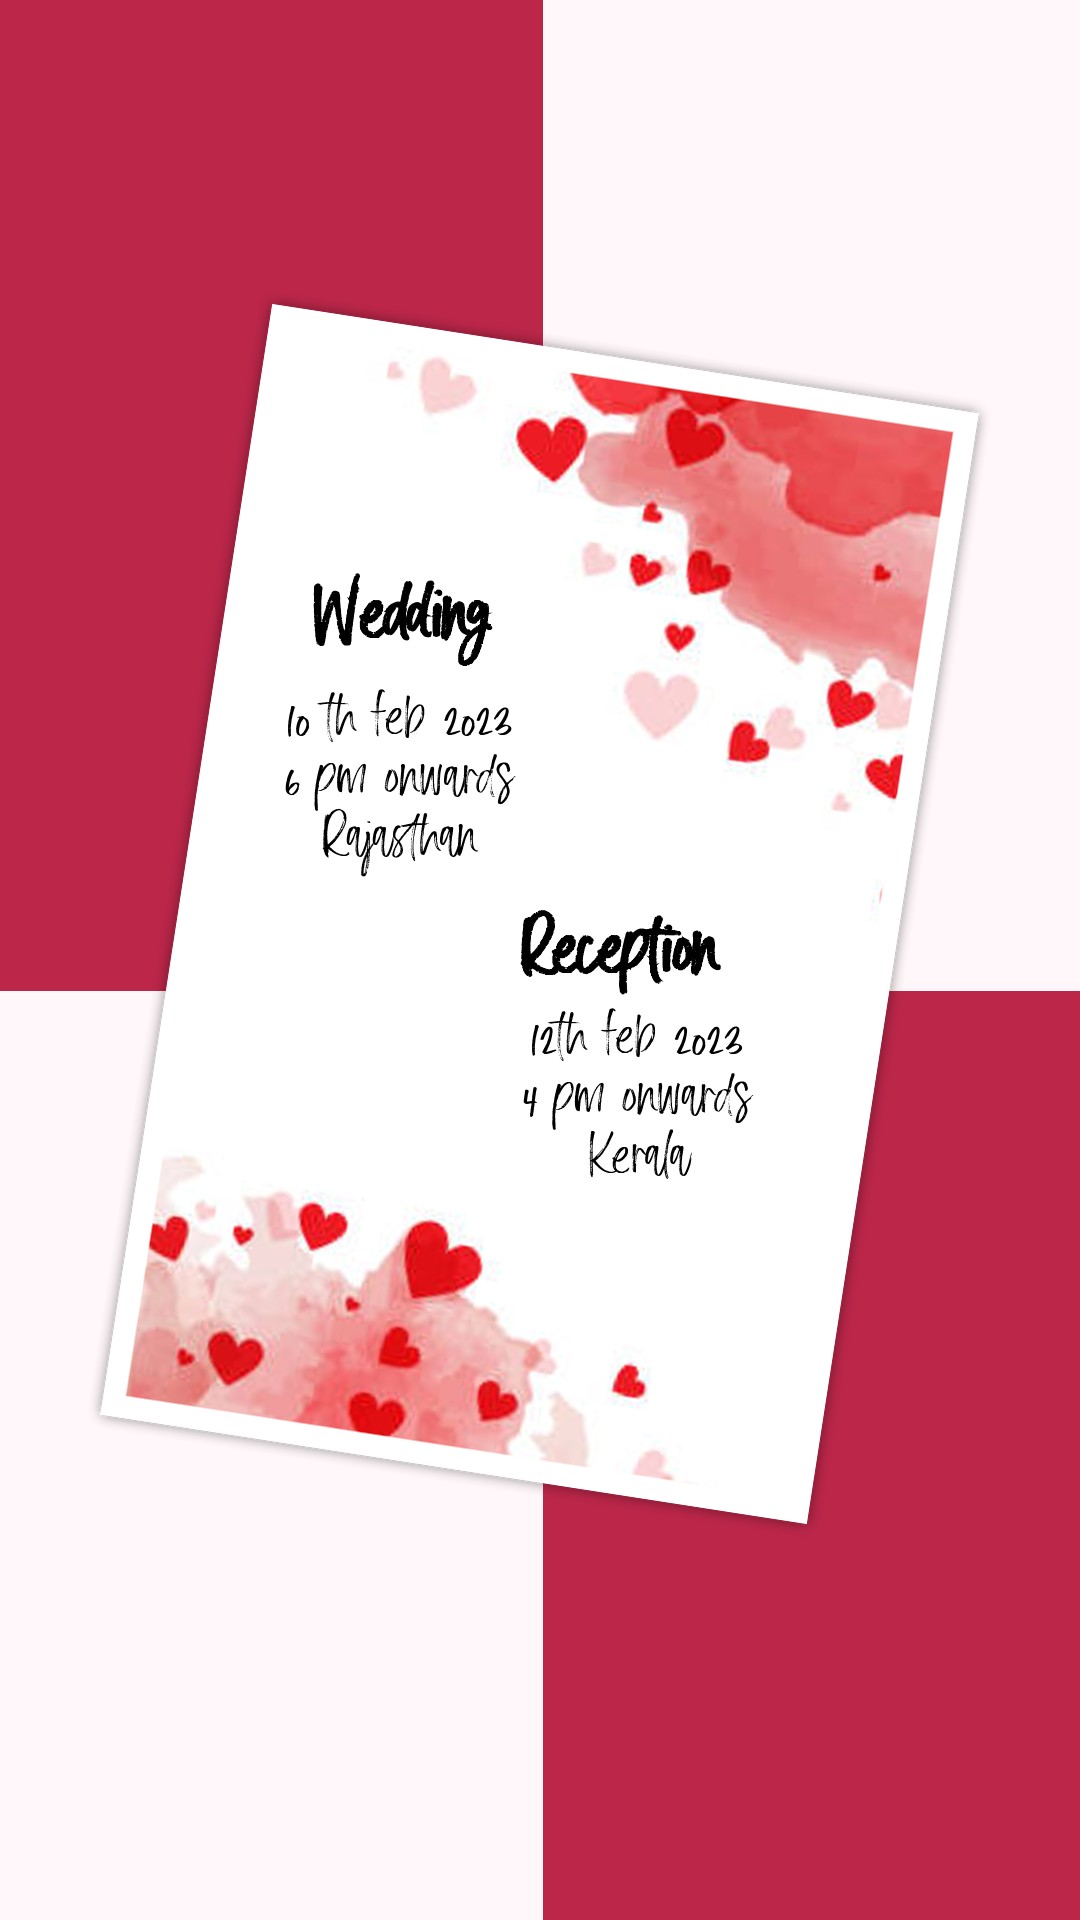 Wedding
10 th feb 2023
6 pm onwards
Rajasthan
Reception
12th feb 2023
4 pm onwards
Kerala